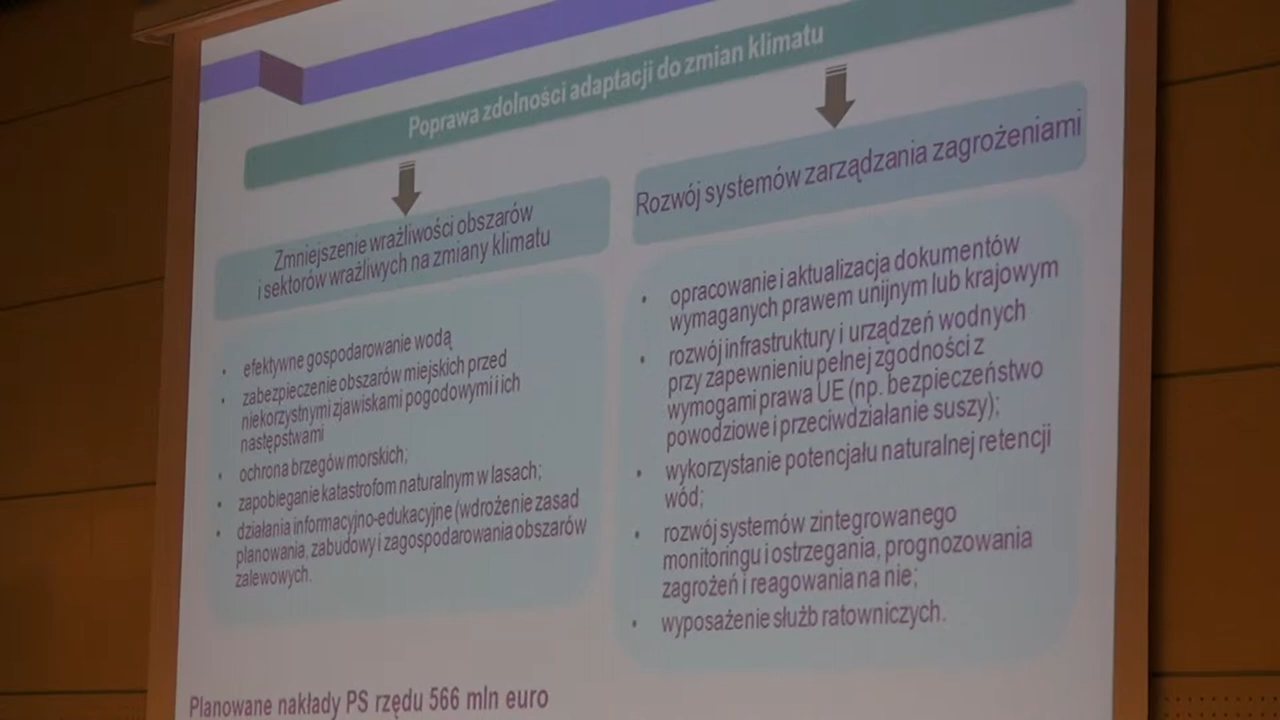 Poprawa zdolności adaptacji do zmian klimatu
Zmniejszenie wrażliwości obszarów
i sektorów wrażliwych na zmiany klimatu
• efektywne gospodarowanie wodą
• zabezpieczenie obszarów miejskich przed
niekorzystnymi zjawiskami pogodowymi i ich
następstwami
• ochrona brzegów morskich;
• zapobieganie katastrofom naturalnym w lasach;
• działania informacyjno-edukacyjne (wdrożenie zasad
planowania, zabudowy i zagospodarowania obszarów
zalewowych.
Rozwój systemów zarządzania zagrożeniami
• opracowanie i aktualizacja dokumentów
wymaganych prawem unijnym lub krajowym
• rozwój infrastruktury i urządzeń wodnych
przy zapewnieniu pełnej zgodności z
wymogami prawa UE (np. bezpieczeństwo
powodziowe i przeciwdziałanie suszy);
• wykorzystanie potencjału naturalnej retencji
wód;
• rozwój systemów zintegrowanego
monitoringu i ostrzegania, prognozowania
zagrożeń i reagowania na nie;
• wyposażenie służb ratowniczych.
Planowane nakłady PS rzędu 566 mln euro